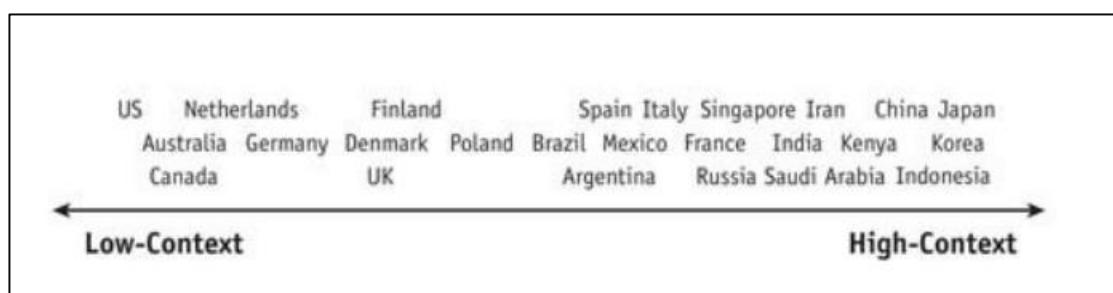 US Netherlands Finland Spain Italy Singapore Iran China Japan
Australia Germany Denmark Poland Brazil Mexico France India Kenya Korea
Canada UK Argentina Russia Saudi Arabia Indonesia
Low-Context High-Context